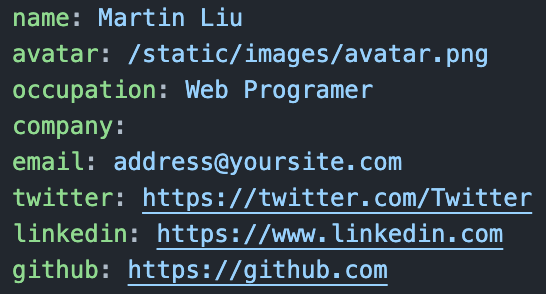 name: Martin Liu
avatar: /static/images/avatar.png
occupation: Web Programer
company:
email: address@yoursite.com
twitter: https://twitter.com/Twitter
linkedin: https://www.linkedin.com
github: https://github.com